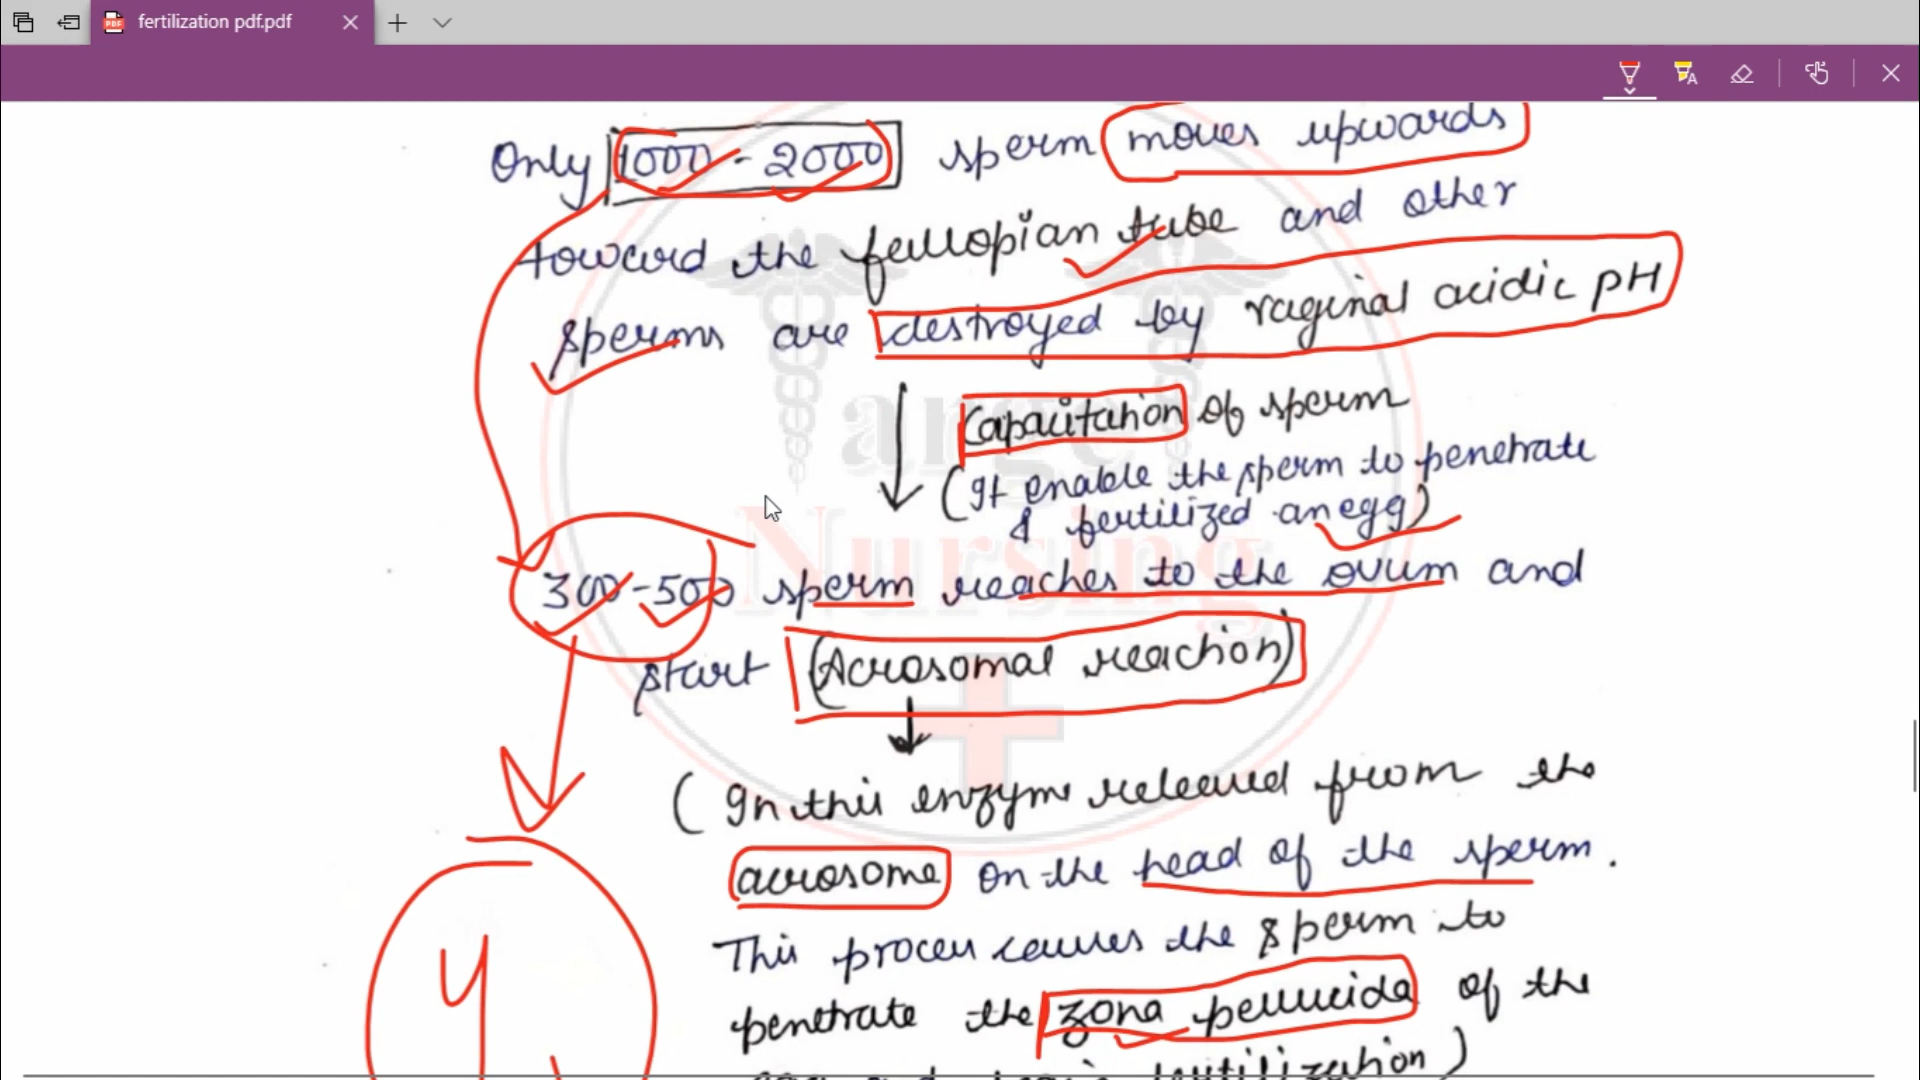 fertilization pdf.pdf
Only 1000 - 2000 sperm moves upwards
toward the fellopian tube and other
sperms are destroyed by vaginal acidic pH
Capacitation of sperm
(It enable the sperm to penetrate
& fertilized an egg)
300-500 sperm reaches to the ovum and
start (Acrosomal reaction)
(In this enzyme released from the
acrosome on the head of the sperm.
This process causes the sperm to
penetrate the zona pellucida of the
fertilization)
arget
Nursing